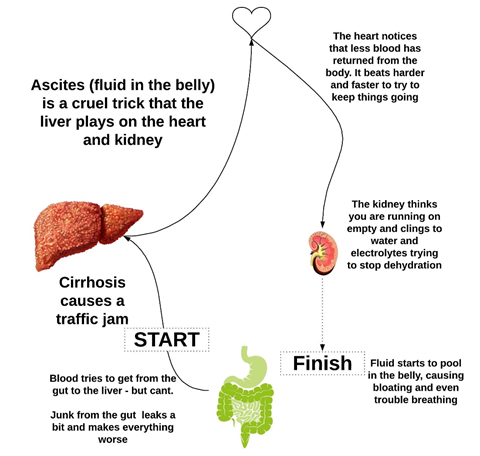 The heart notices
that less blood has
returned from the
body. It beats harder
and faster to try to
keep things going
Ascites (fluid in the belly)
is a cruel trick that the
liver plays on the heart
and kidney
The kidney thinks
you are running on
empty and clings to
water and
electrolytes trying
to stop dehydration
Cirrhosis
causes a
traffic jam
START
Finish
Fluid starts to pool
in the belly, causing
bloating and even
trouble breathing
Blood tries to get from the
gut to the liver - but cant.
Junk from the gut leaks a
bit and makes everything
worse